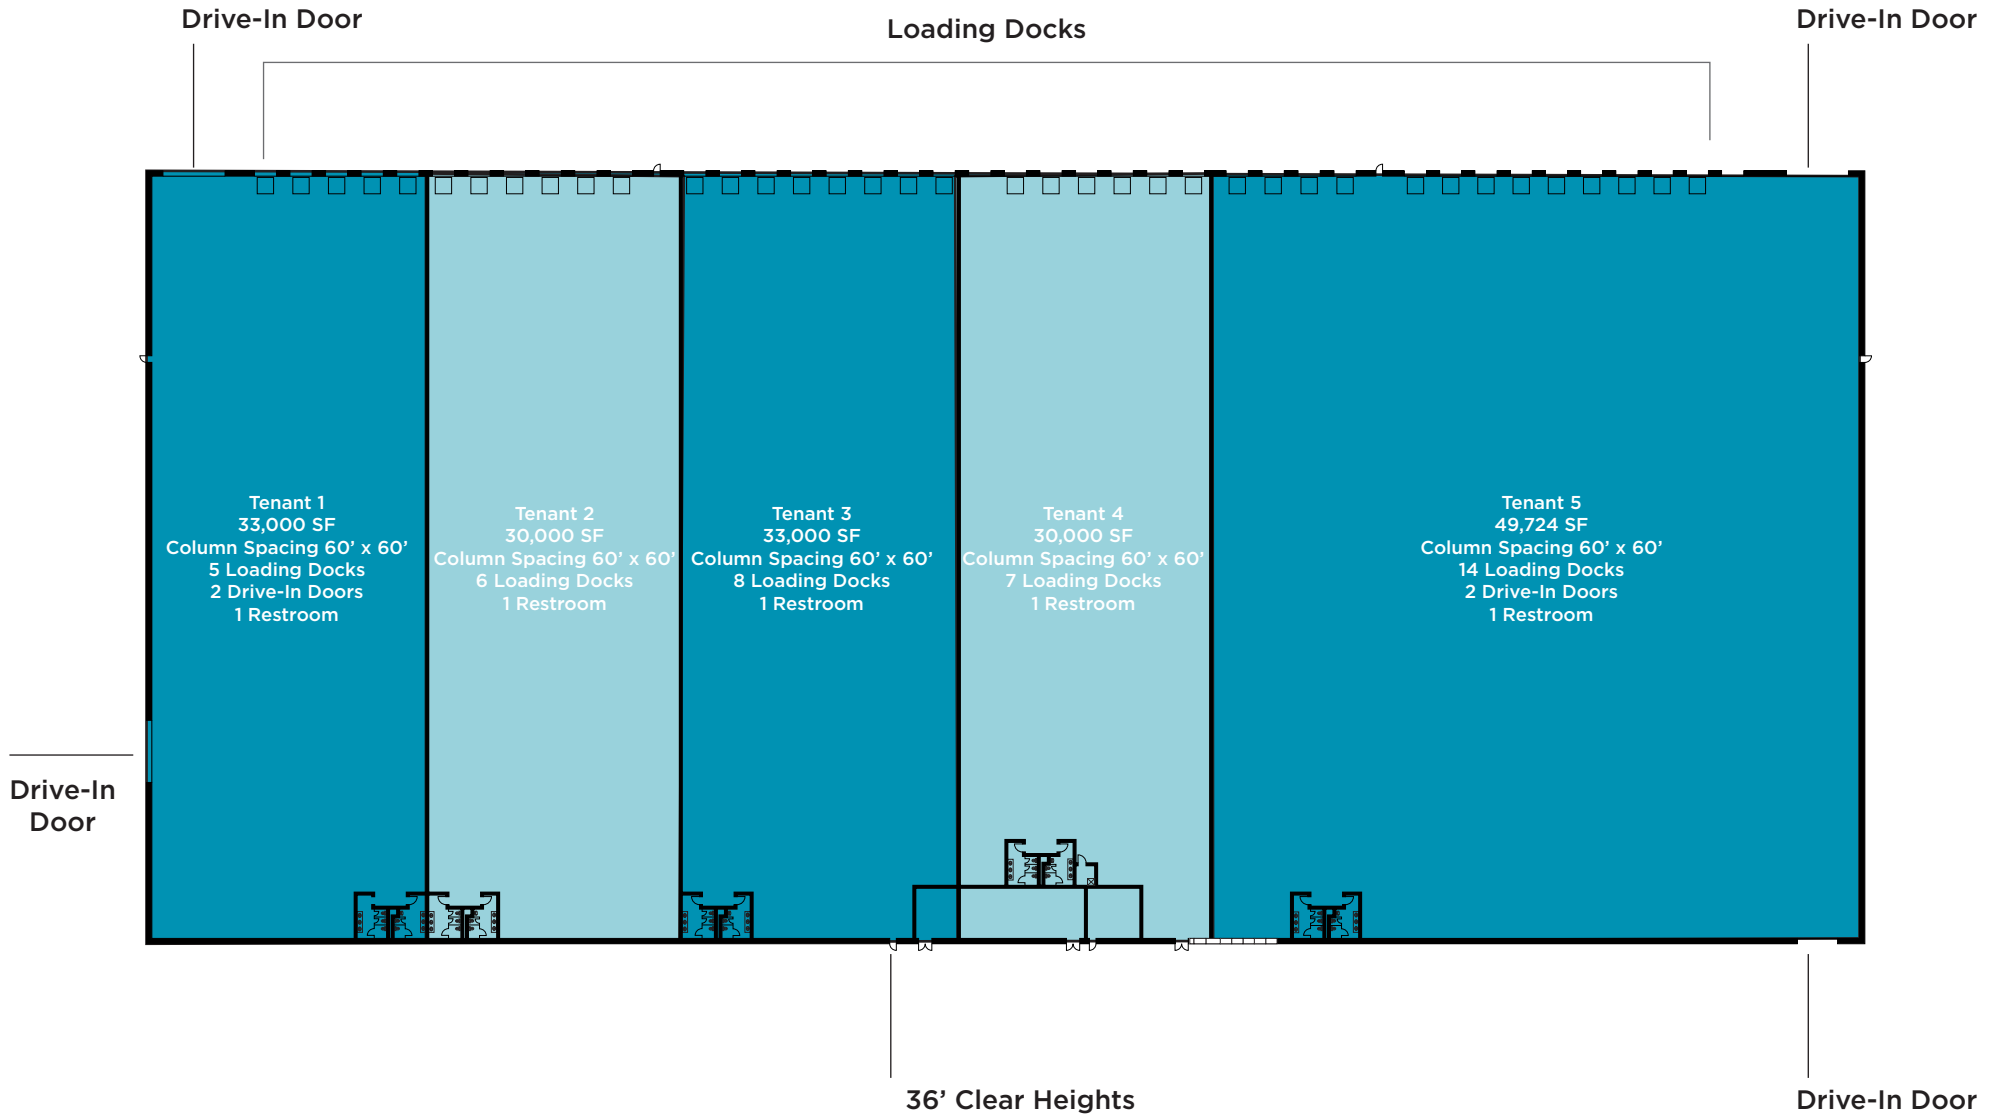 Drive-In Door
Loading Docks
Drive-In Door
Tenant 1
33,000 SF
Column Spacing 60’ x 60’
5 Loading Docks
2 Drive-In Doors
1 Restroom
Tenant 2
30,000 SF
Column Spacing 60’ x 60’
6 Loading Docks
1 Restroom
Tenant 3
33,000 SF
Column Spacing 60’ x 60’
8 Loading Docks
1 Restroom
Tenant 4
30,000 SF
Column Spacing 60’ x 60’
7 Loading Docks
1 Restroom
Tenant 5
49,724 SF
Column Spacing 60’ x 60’
14 Loading Docks
2 Drive-In Doors
1 Restroom
Drive-In
Door
36’ Clear Heights
Drive-In Door